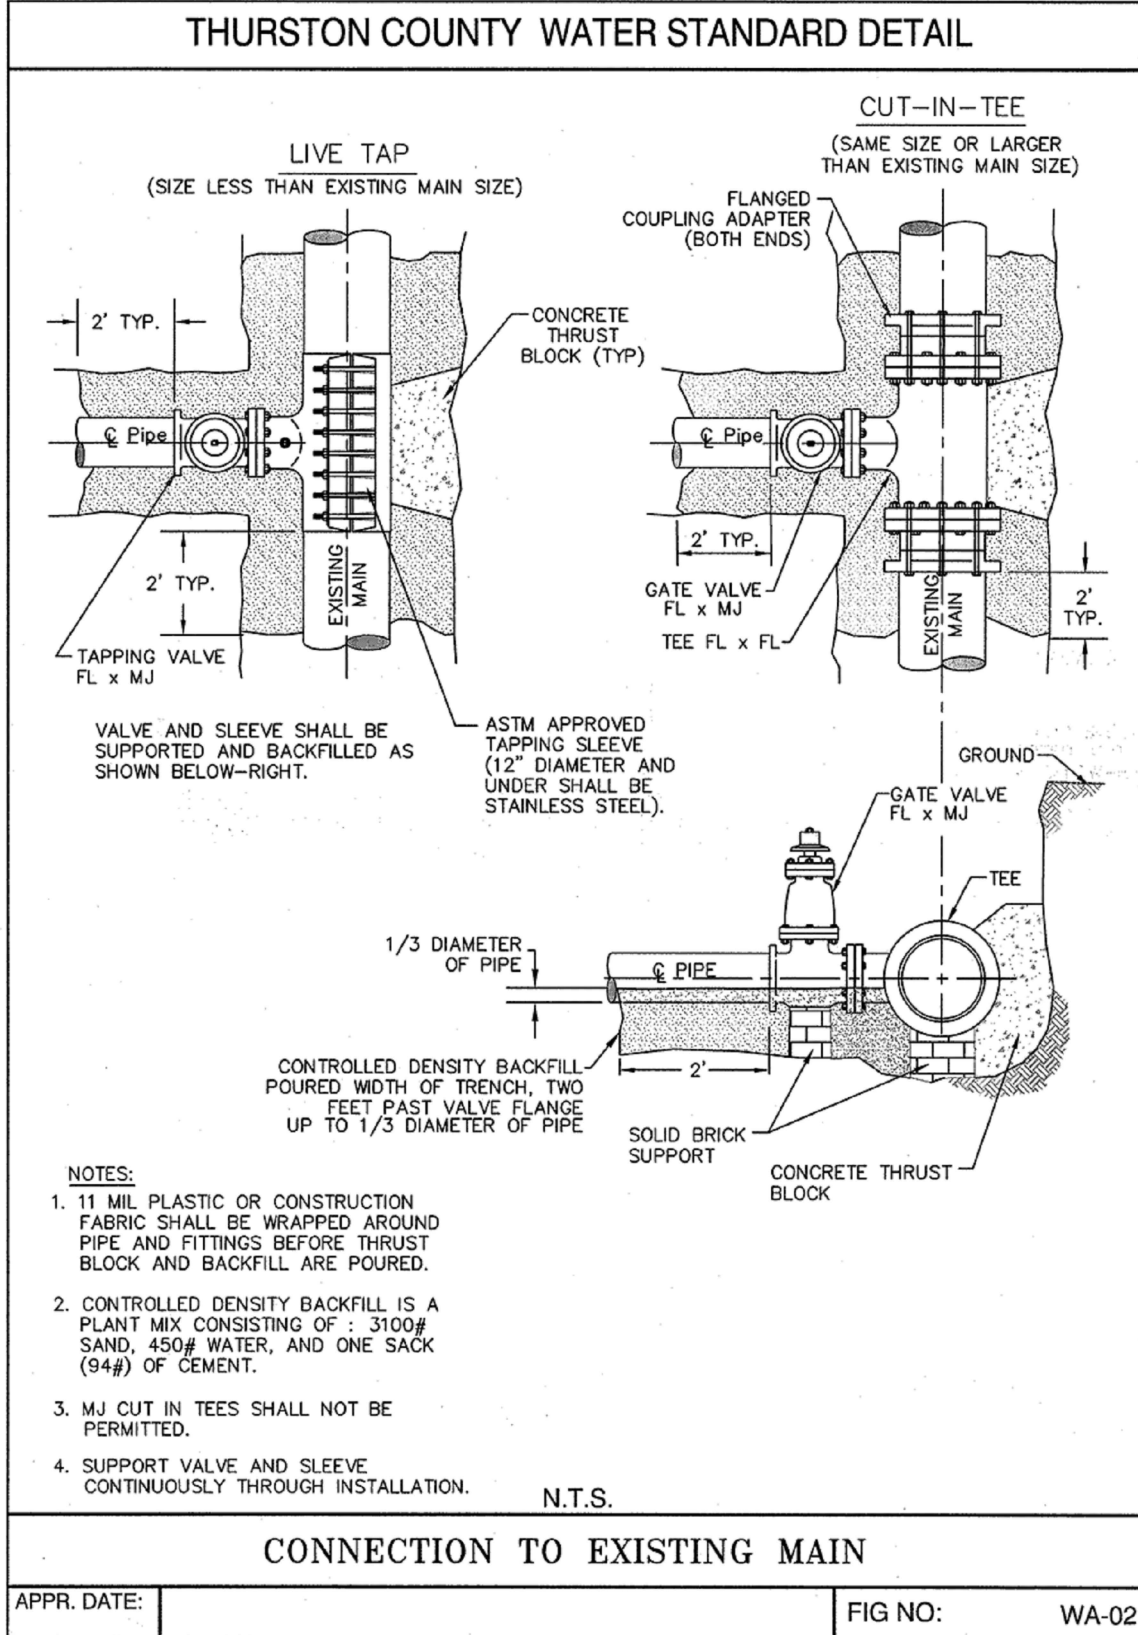 THURSTON COUNTY WATER STANDARD DETAIL
LIVE TAP
(SIZE LESS THAN EXISTING MAIN SIZE)
2' TYP.
CONCRETE
THRUST
BLOCK (TYP)
℄ Pipe
2' TYP.
EXISTING
MAIN
TAPPING VALVE
FL x MJ
VALVE AND SLEEVE SHALL BE
SUPPORTED AND BACKFILLED AS
SHOWN BELOW-RIGHT.
ASTM APPROVED
TAPPING SLEEVE
(12" DIAMETER AND
UNDER SHALL BE
STAINLESS STEEL).
CUT-IN-TEE
(SAME SIZE OR LARGER
THAN EXISTING MAIN SIZE)
FLANGED
COUPLING ADAPTER
(BOTH ENDS)
℄ Pipe
2' TYP.
GATE VALVE
FL x MJ
TEE FL x FL
EXISTING
MAIN
2'
TYP.
GROUND
GATE VALVE
FL x MJ
TEE
1/3 DIAMETER
OF PIPE
℄ PIPE
2'
CONTROLLED DENSITY BACKFILL
POURED WIDTH OF TRENCH, TWO
FEET PAST VALVE FLANGE
UP TO 1/3 DIAMETER OF PIPE
SOLID BRICK
SUPPORT
CONCRETE THRUST
BLOCK
NOTES:
1. 11 MIL PLASTIC OR CONSTRUCTION
FABRIC SHALL BE WRAPPED AROUND
PIPE AND FITTINGS BEFORE THRUST
BLOCK AND BACKFILL ARE POURED.
2. CONTROLLED DENSITY BACKFILL IS A
PLANT MIX CONSISTING OF : 3100#
SAND, 450# WATER, AND ONE SACK
(94#) OF CEMENT.
3. MJ CUT IN TEES SHALL NOT BE
PERMITTED.
4. SUPPORT VALVE AND SLEEVE
CONTINUOUSLY THROUGH INSTALLATION.
N.T.S.
CONNECTION TO EXISTING MAIN
APPR. DATE:
FIG NO: WA-02